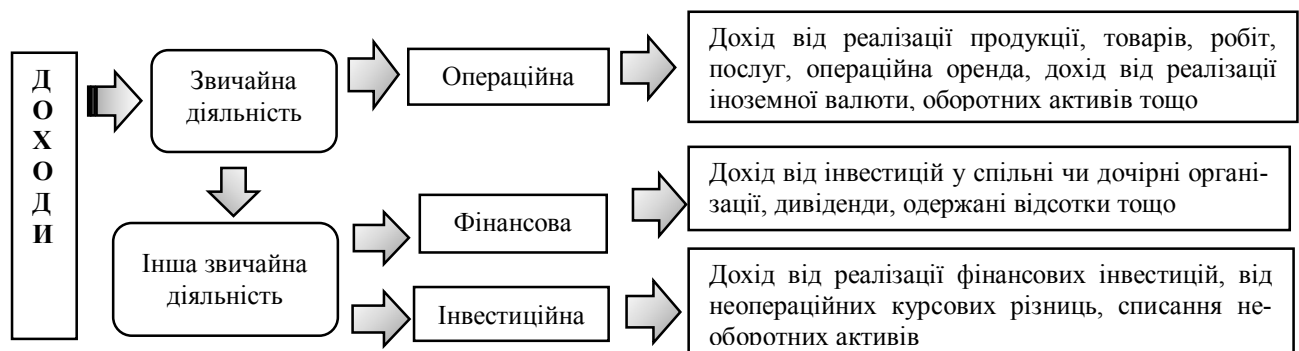 ДОХОДИ
Звичайна
діяльність
Операційна
Дохід від реалізації продукції, товарів, робіт,
послуг, операційна оренда, дохід від реалізації
іноземної валюти, оборотних активів тощо
Інша звичайна
діяльність
Фінансова
Дохід від інвестицій у спільні чи дочірні органі-
зації, дивіденди, одержані відсотки тощо
Інвестиційна
Дохід від реалізації фінансових інвестицій, від
неопераційних курсових різниць, списання не-
оборотних активів